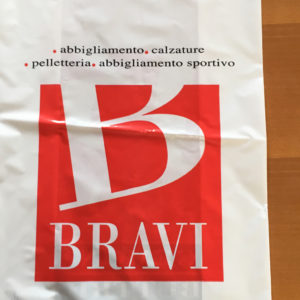 • abbigliamento • calzature
• pelletteria • abbigliamento sportivo
B
BRAVI